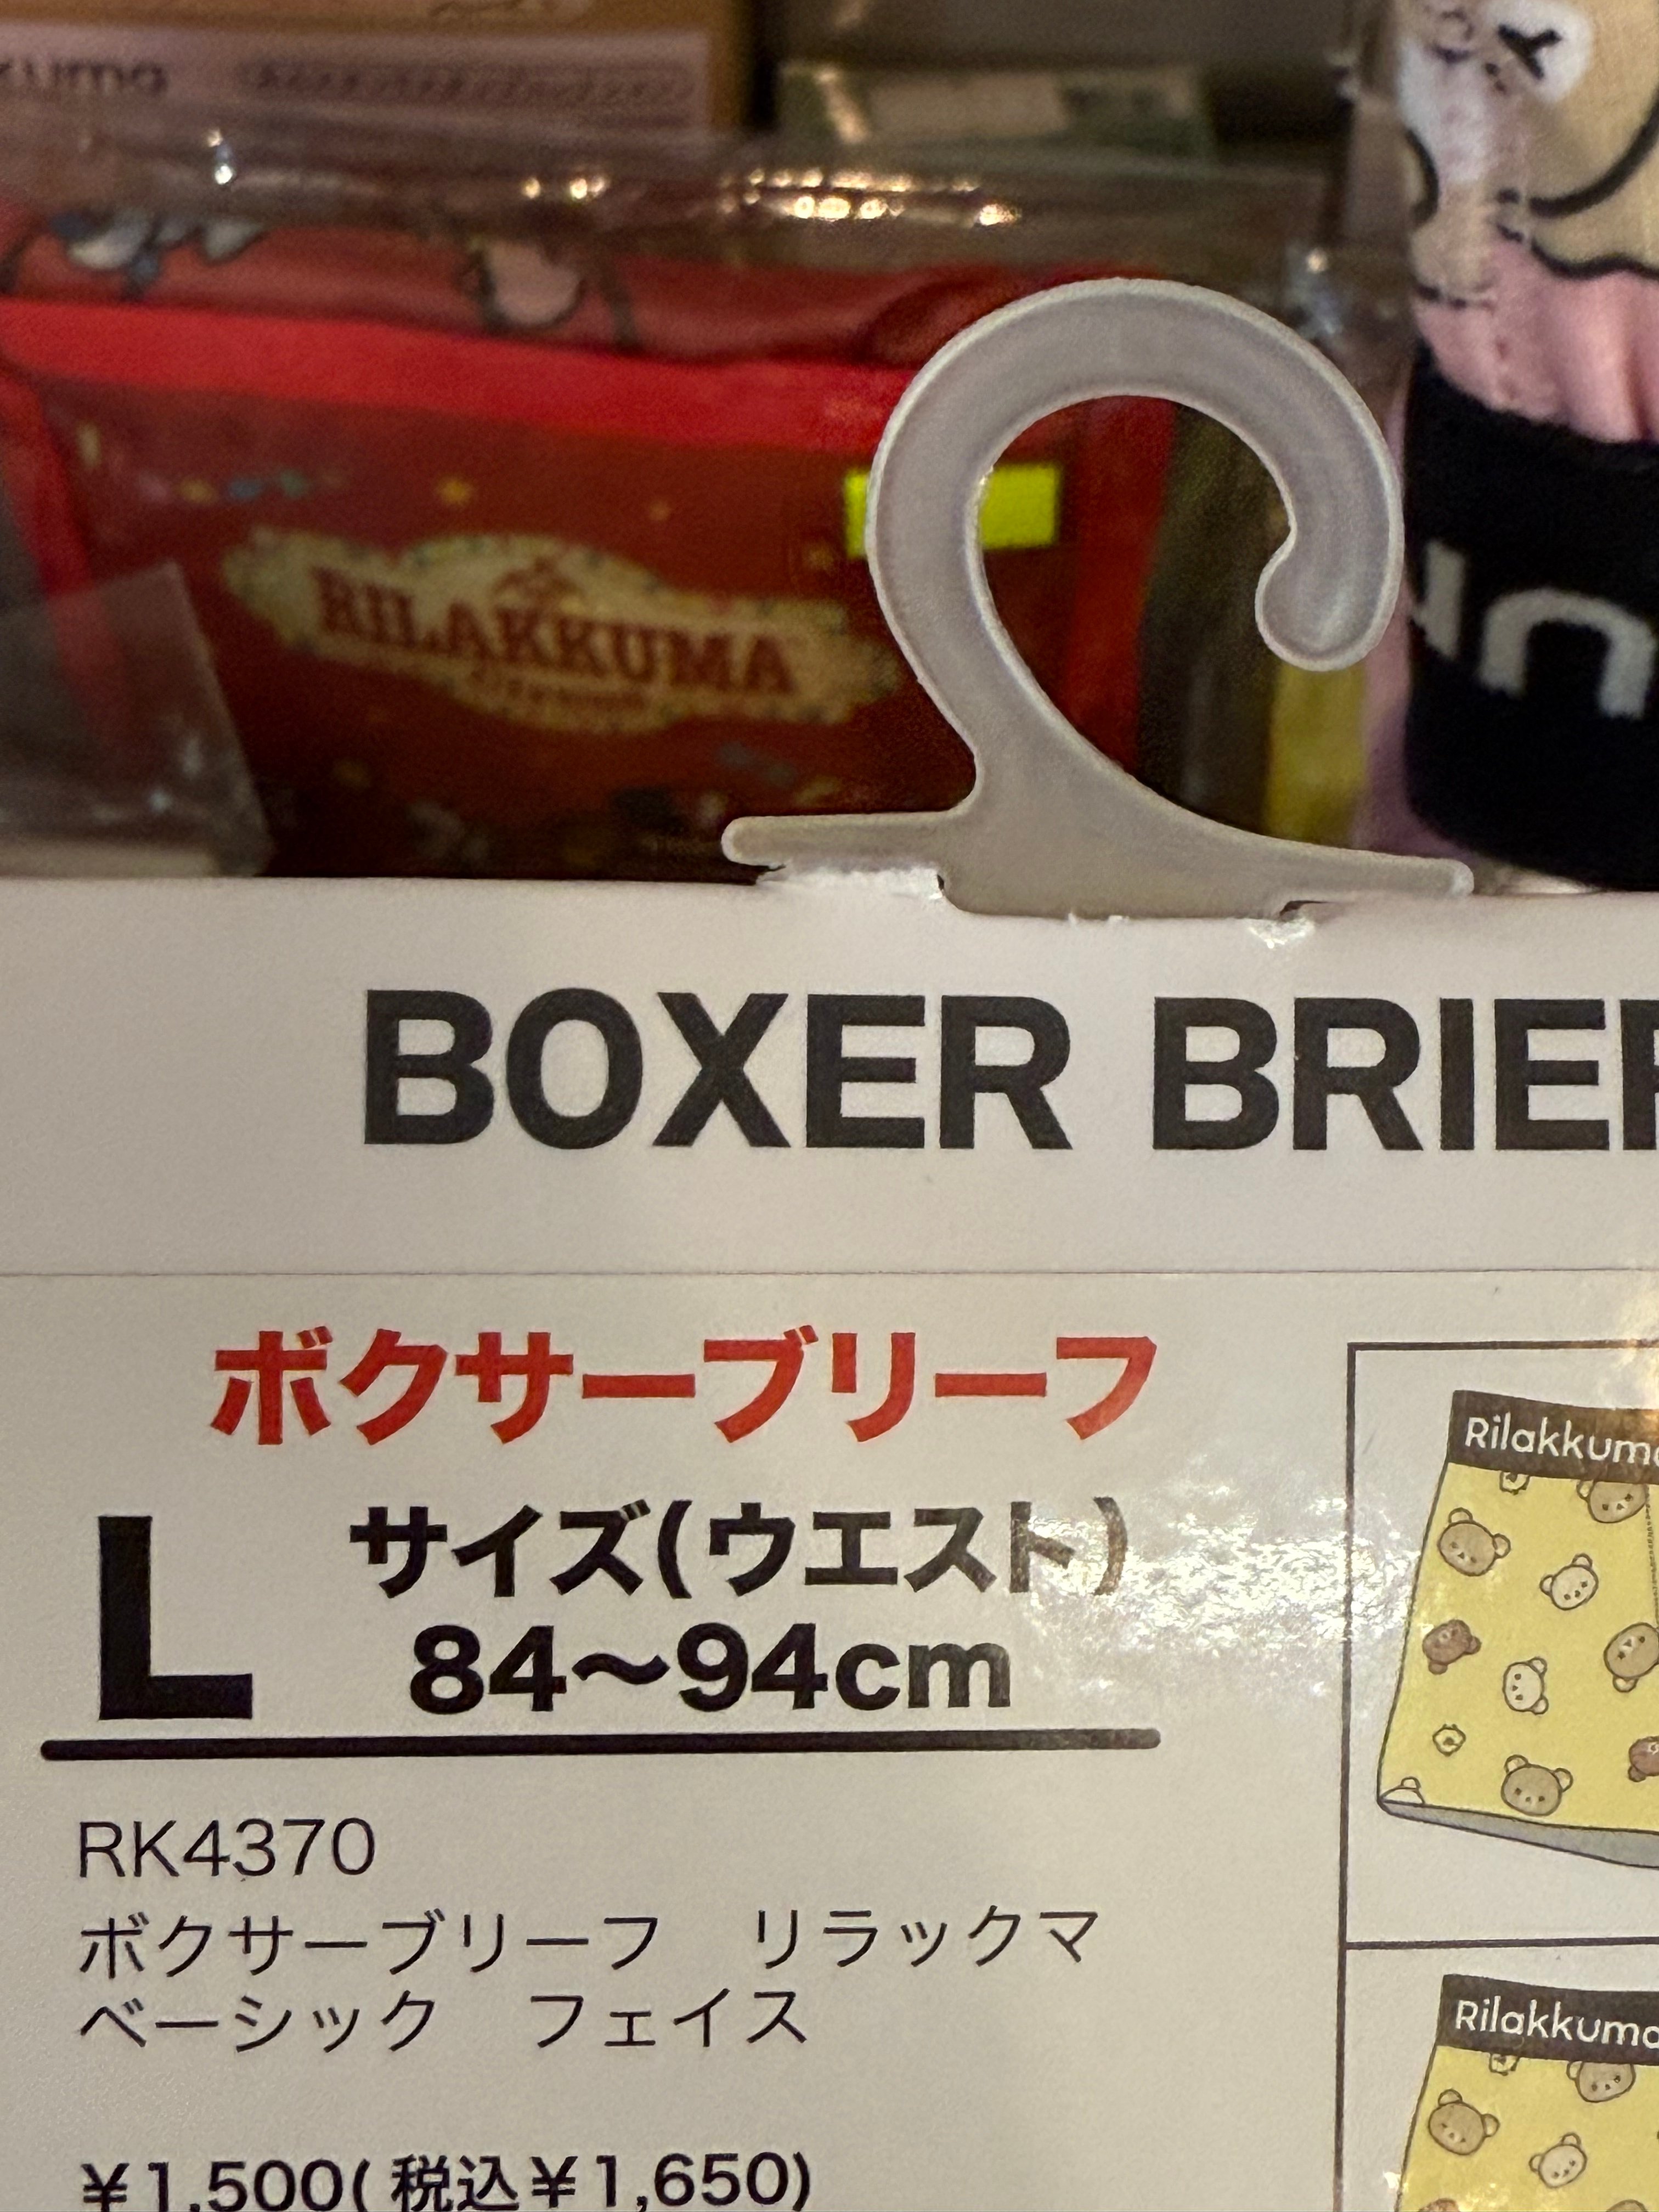 RILAKKUMA
BOXER BRIEF
ボクサーブリーフ
L
サイズ(ウエスト)
84〜94cm
RK4370
ボクサーブリーフ　リラックマ
ベーシック　フェイス
¥1,500(税込¥1,650)
Rilakkuma
Rilakkuma